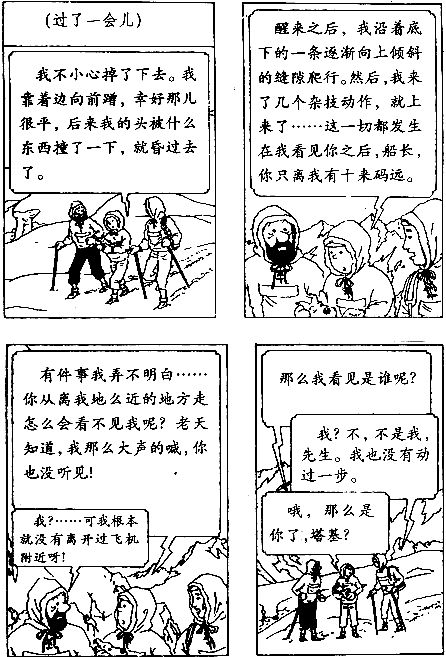 (过了一会儿)
我不小心掉了下去。我
靠着边向前蹭，幸好那儿
很平，后来我的头被什么
东西撞了一下，就昏过去
了。
醒来之后，我沿着底
下的一条逐渐向上倾斜
的缝隙爬行。然后，我来
了几个杂技动作，就上
来了……这一切都发生
在我看见你之后，船长，
你只离我有十来码远。
有件事我弄不明白……
你从离我地么近的地方走
怎么会看不见我呢？老天
知道，我那么大声的喊，你
也没听见！
我？……可我根本
就没有离开过飞机
附近呀！
那么我看见是谁呢？
我？不，不是我，
先生。我也没有动
过一步。
哦，那么是
你了，塔基？